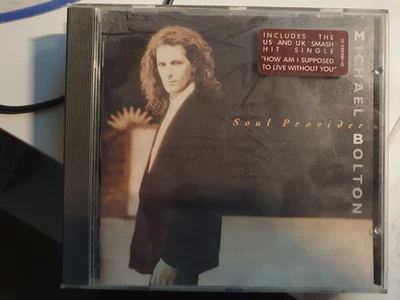 INCLUDES THE
US AND UK SMASH
HIT SINGLE
"HOW AM I SUPPOSED
TO LIVE WITHOUT YOU"
MICHAEL BOLTON
Soul Provider